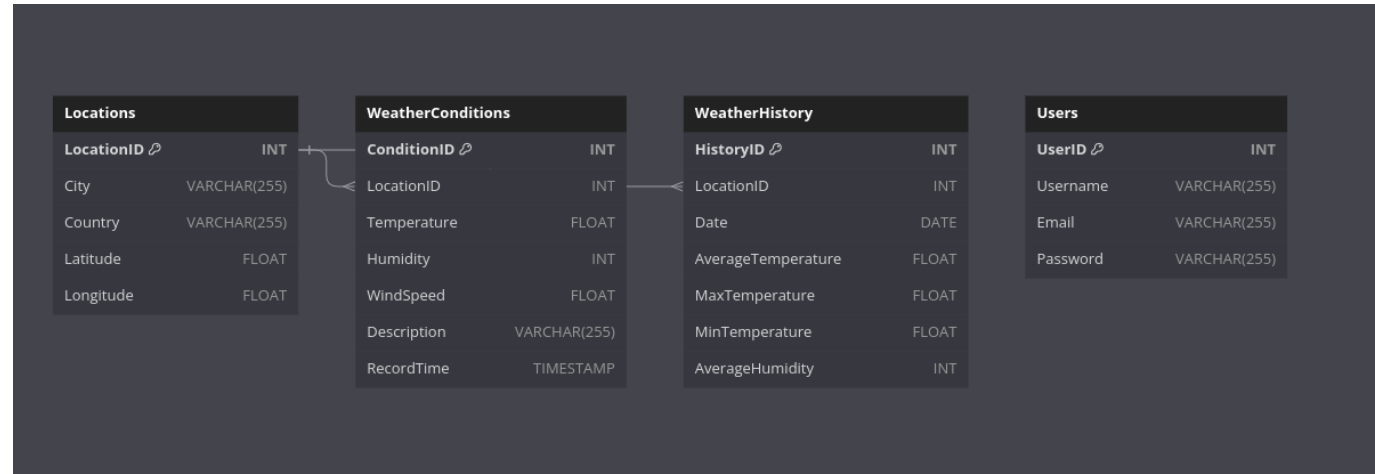 Locations
LocationID INT
City VARCHAR(255)
Country VARCHAR(255)
Latitude FLOAT
Longitude FLOAT
WeatherConditions
ConditionID INT
LocationID INT
Temperature FLOAT
Humidity INT
WindSpeed FLOAT
Description VARCHAR(255)
RecordTime TIMESTAMP
WeatherHistory
HistoryID INT
LocationID INT
Date DATE
AverageTemperature FLOAT
MaxTemperature FLOAT
MinTemperature FLOAT
AverageHumidity INT
Users
UserID INT
Username VARCHAR(255)
Email VARCHAR(255)
Password VARCHAR(255)